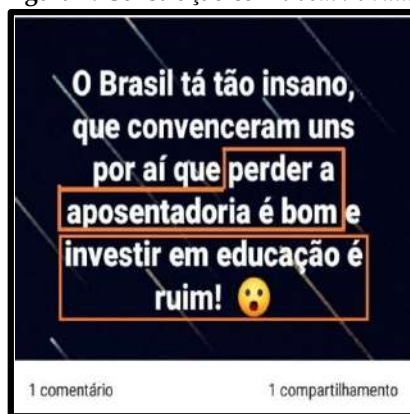 O Brasil tá tão insano,
que convenceram uns
por aí que perder a
aposentadoria é bom e
investir em educação é
ruim! 😮
1 comentário
1 compartilhamento